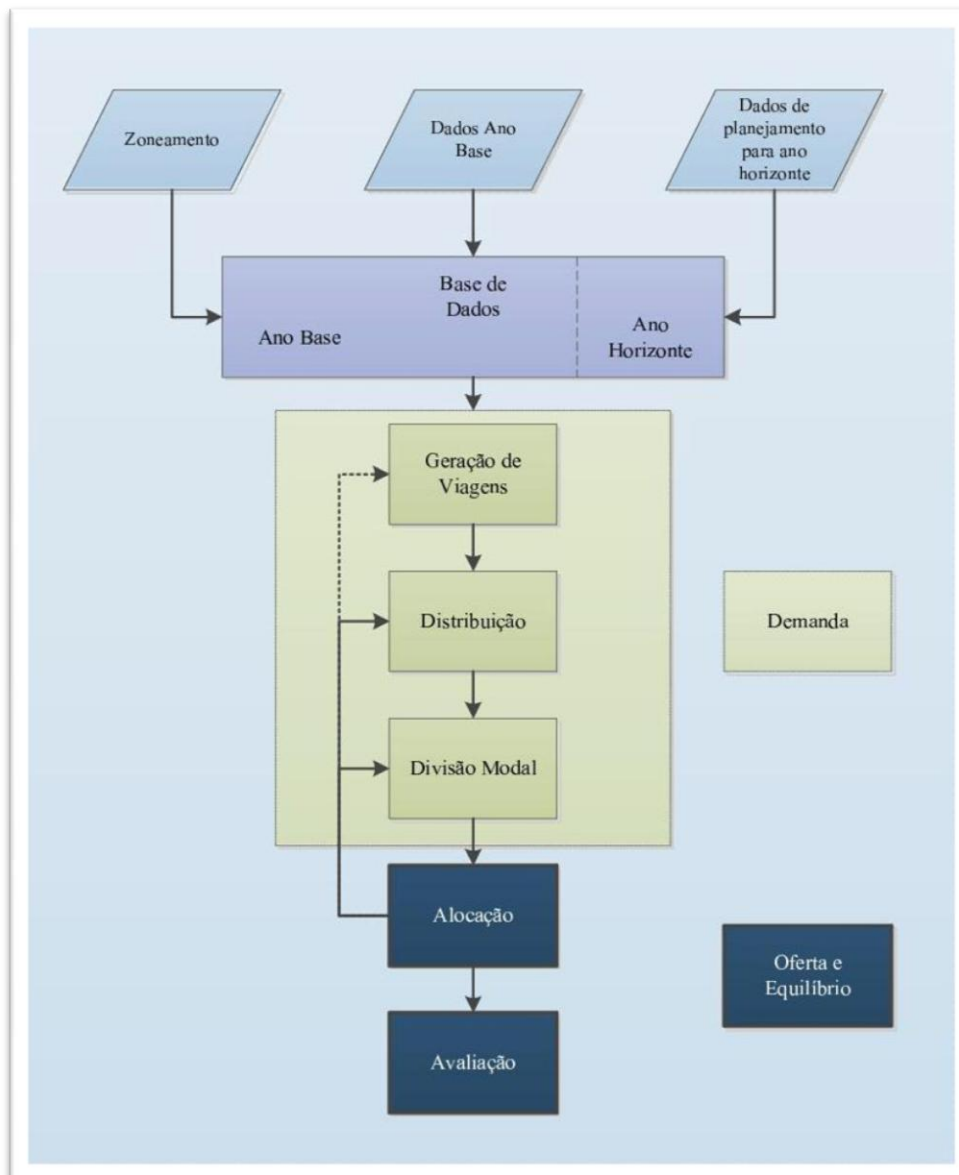 Zoneamento
Dados Ano
Base
Dados de
planejamento
para ano
horizonte
Base de
Dados
Ano Base
Ano
Horizonte
Geração de
Viagens
Distribuição
Demanda
Divisão Modal
Alocação
Oferta e
Equilíbrio
Avaliação